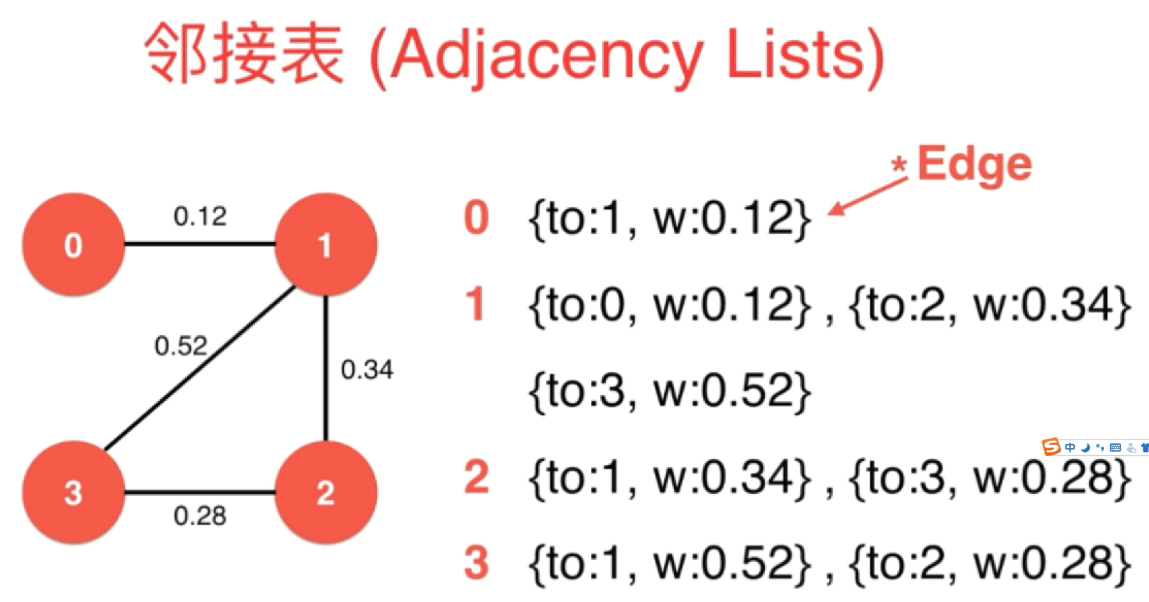 邻接表 (Adjacency Lists)
* Edge
0 {to:1, w:0.12}
1 {to:0, w:0.12} , {to:2, w:0.34}
{to:3, w:0.52}
2 {to:1, w:0.34} , {to:3, w:0.28}
3 {to:1, w:0.52} , {to:2, w:0.28}
0
0.12
1
0.52
0.34
3
0.28
2
中